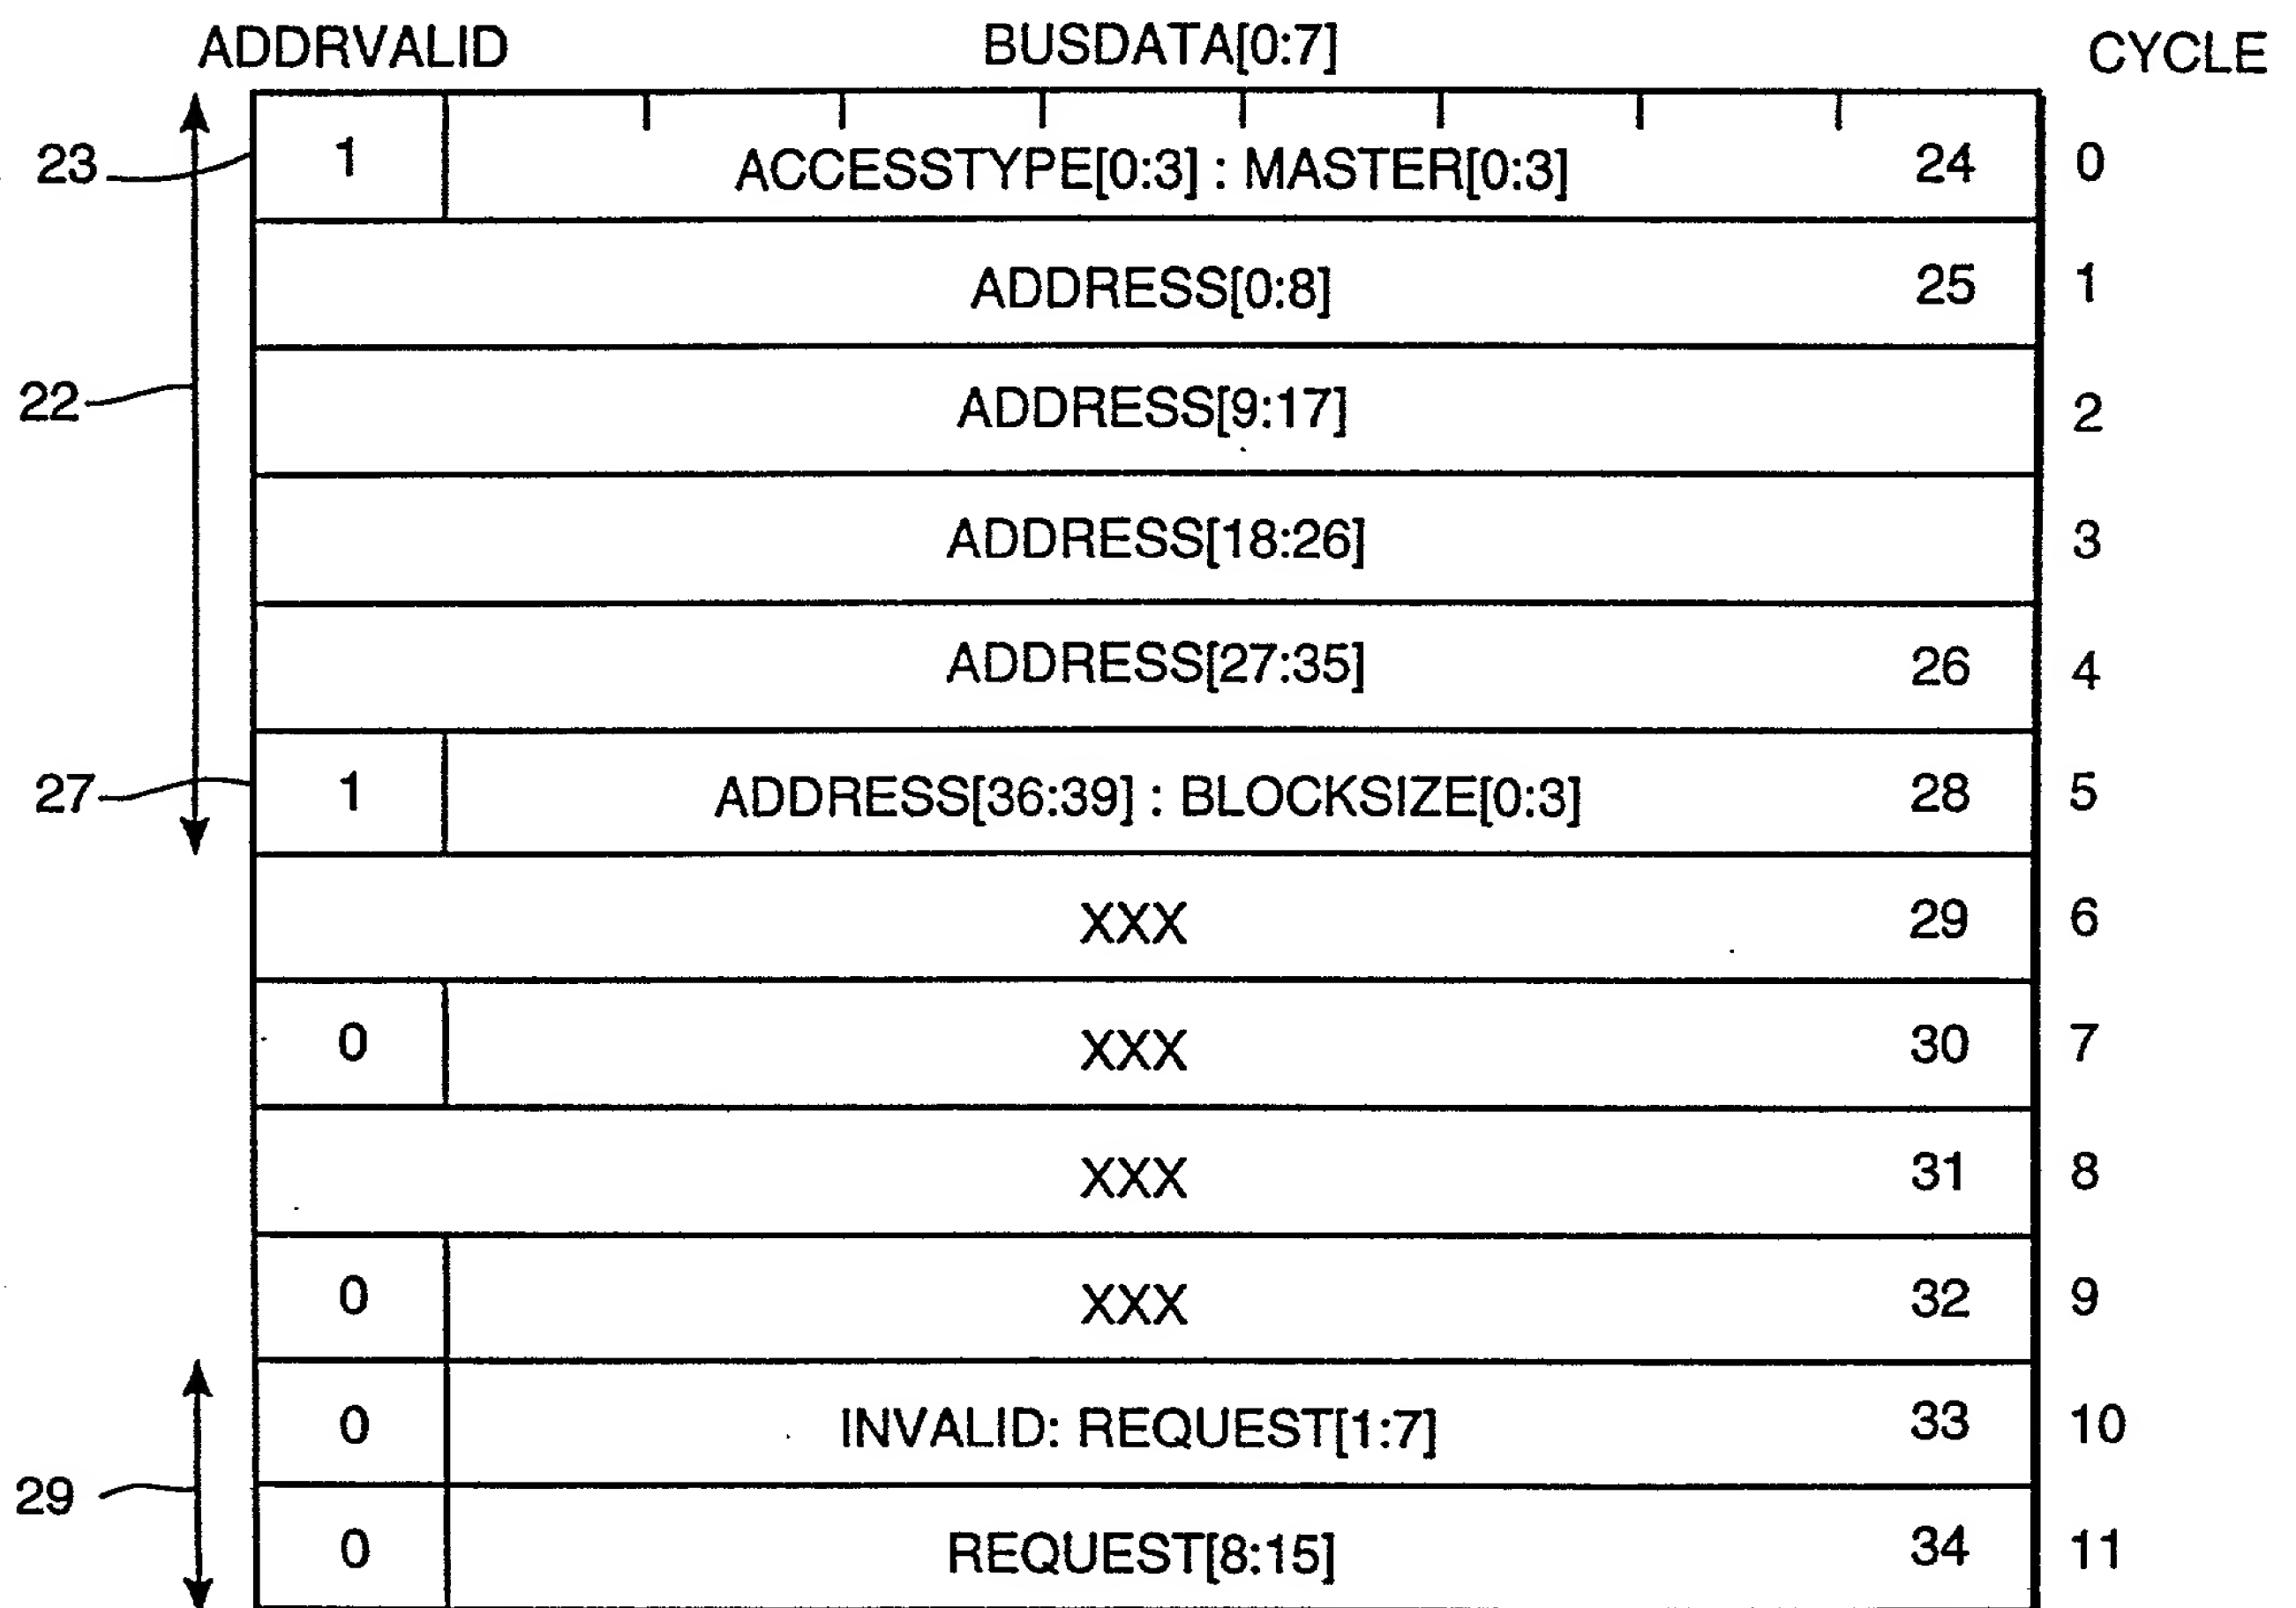 ADDRVALID BUSDATA[0:7] CYCLE
23 1 ACCESSTYPE[0:3] : MASTER[0:3] 24 0
ADDRESS[0:8] 25 1
22 ADDRESS[9:17] 2
ADDRESS[18:26] 3
ADDRESS[27:35] 26 4
27 1 ADDRESS[36:39] : BLOCKSIZE[0:3] 28 5
XXX 29 6
0 XXX 30 7
XXX 31 8
0 XXX 32 9
0 INVALID: REQUEST[1:7] 33 10
29
0 REQUEST[8:15] 34 11